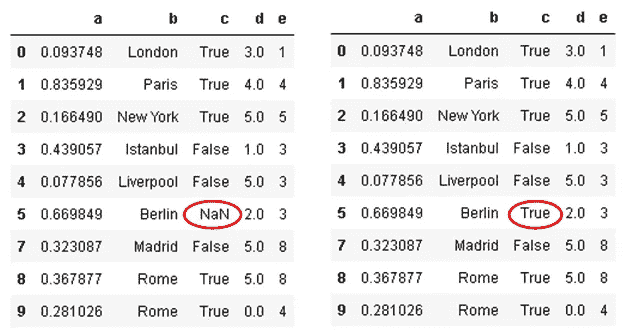 a b c d e
0 0.093748 London True 3.0 1
1 0.835929 Paris True 4.0 4
2 0.166490 New York True 5.0 5
3 0.439057 Istanbul False 1.0 3
4 0.077856 Liverpool False 5.0 3
5 0.669849 Berlin NaN 2.0 3
7 0.323087 Madrid False 5.0 8
8 0.367877 Rome True 5.0 8
9 0.281026 Rome True 0.0 4
a b c d e
0 0.093748 London True 3.0 1
1 0.835929 Paris True 4.0 4
2 0.166490 New York True 5.0 5
3 0.439057 Istanbul False 1.0 3
4 0.077856 Liverpool False 5.0 3
5 0.669849 Berlin True 2.0 3
7 0.323087 Madrid False 5.0 8
8 0.367877 Rome True 5.0 8
9 0.281026 Rome True 0.0 4